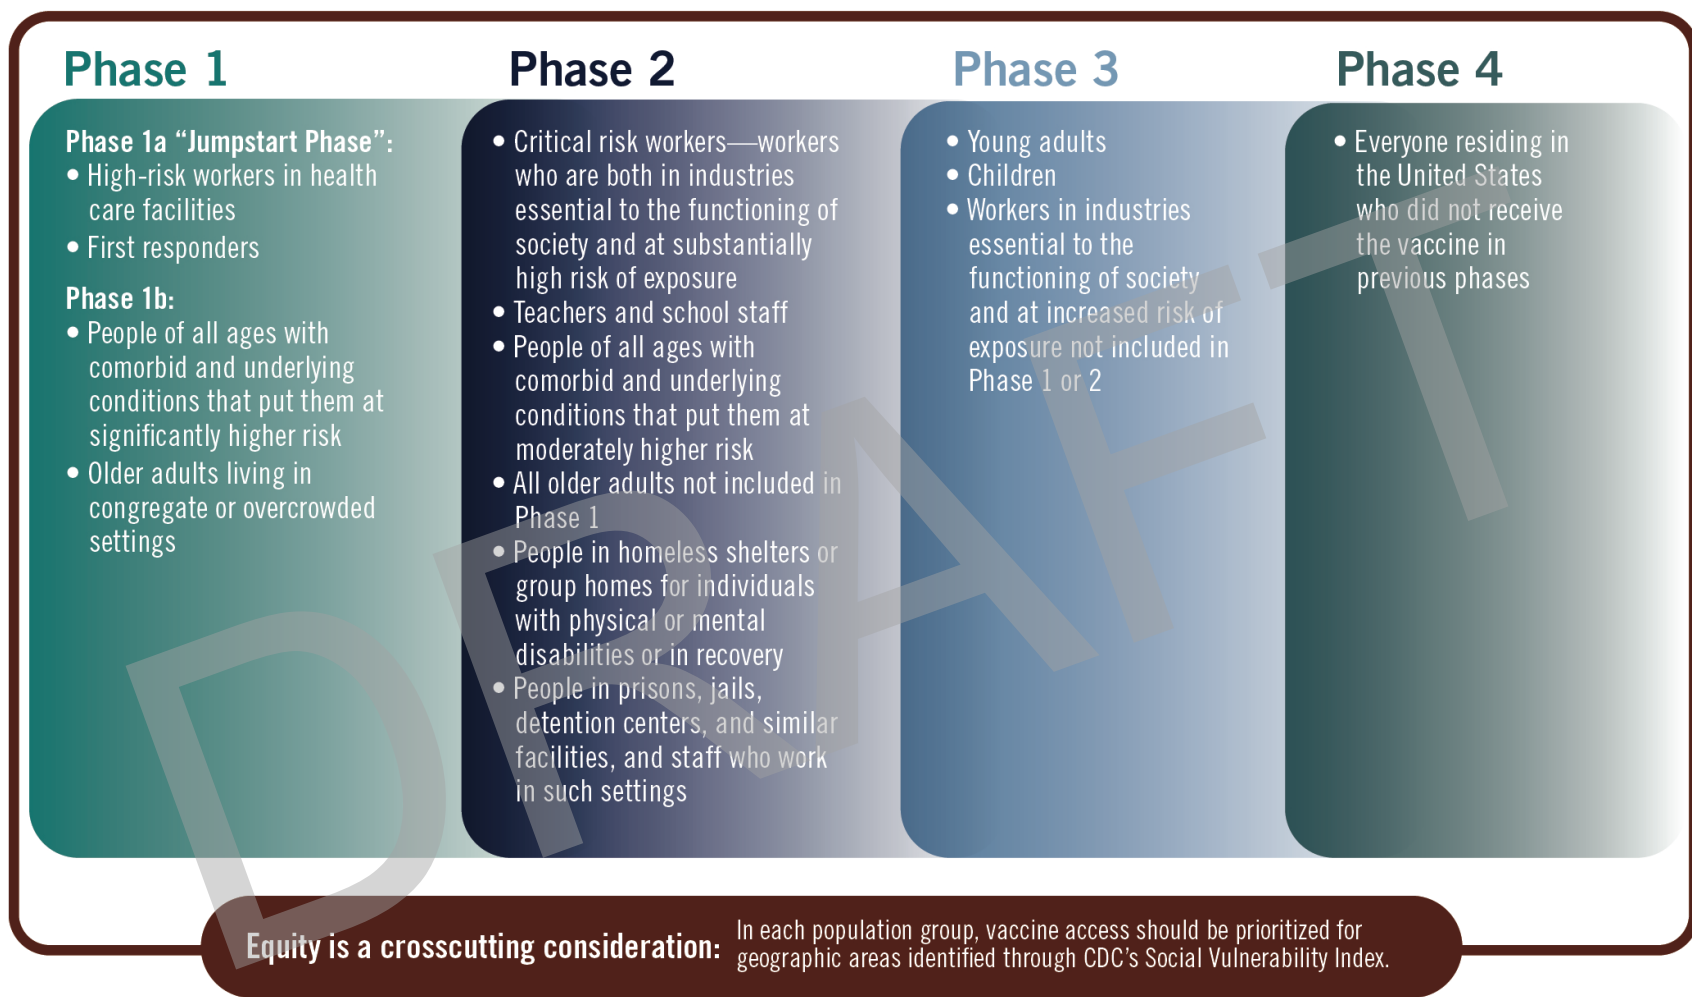 Phase 1
Phase 1a “Jumpstart Phase”:
• High-risk workers in health
care facilities
• First responders
Phase 1b:
• People of all ages with
comorbid and underlying
conditions that put them at
significantly higher risk
• Older adults living in
congregate or overcrowded
settings
Phase 2
• Critical risk workers—workers
who are both in industries
essential to the functioning of
society and at substantially
high risk of exposure
• Teachers and school staff
• People of all ages with
comorbid and underlying
conditions that put them at
moderately higher risk
• All older adults not included in
Phase 1
• People in homeless shelters or
group homes for individuals
with physical or mental
disabilities or in recovery
• People in prisons, jails,
detention centers, and similar
facilities, and staff who work
in such settings
Phase 3
• Young adults
• Children
• Workers in industries
essential to the
functioning of society
and at increased risk of
exposure not included in
Phase 1 or 2
Phase 4
• Everyone residing in
the United States
who did not receive
the vaccine in
previous phases
DRAFT
Equity is a crosscutting consideration:
In each population group, vaccine access should be prioritized for
geographic areas identified through CDC’s Social Vulnerability Index.